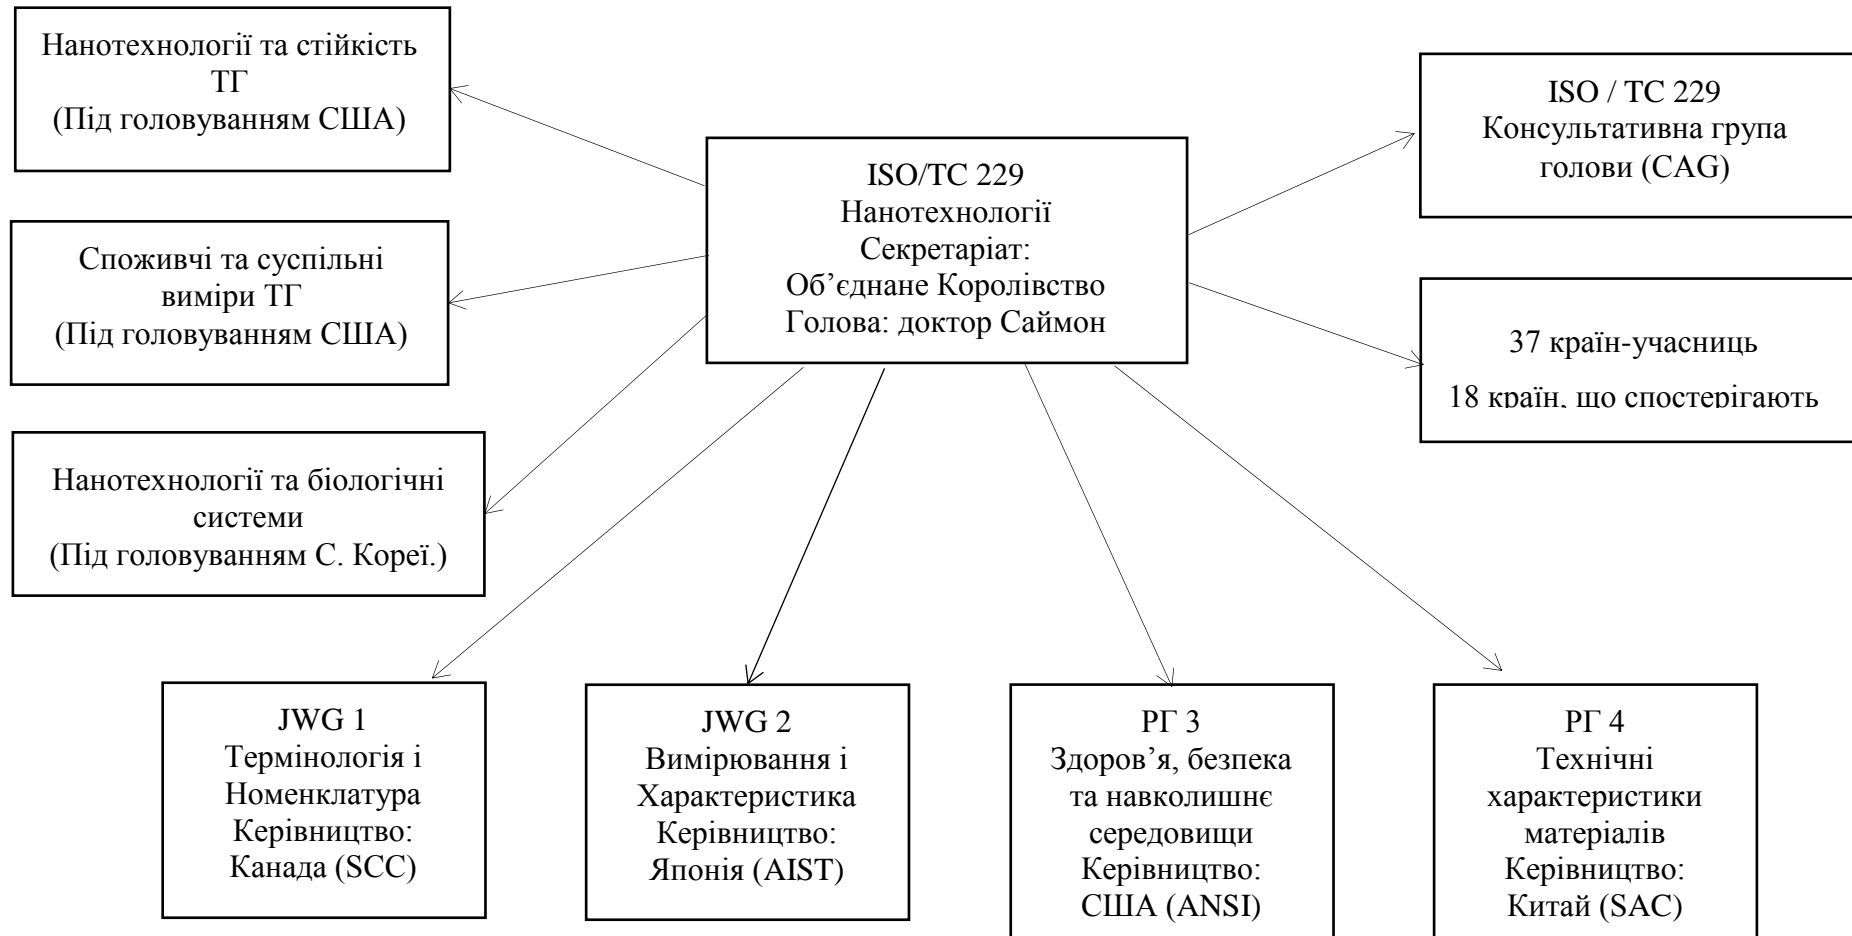 Нанотехнології та стійкість
ТГ
(Під головуванням США)
Споживчі та суспільні
виміри ТГ
(Під головуванням США)
Нанотехнології та біологічні
системи
(Під головуванням С. Кореї.)
ISO/TC 229
Нанотехнології
Секретаріат:
Об’єднане Королівство
Голова: доктор Саймон
ISO / TC 229
Консультативна група
голови (CAG)
37 країн-учасниць
18 країн, що спостерігають
JWG 1
Термінологія і
Номенклатура
Керівництво:
Канада (SCC)
JWG 2
Вимірювання і
Характеристика
Керівництво:
Японія (AIST)
РГ 3
Здоров’я, безпека
та навколишнє
середовищи
Керівництво:
США (ANSI)
РГ 4
Технічні
характеристики
матеріалів
Керівництво:
Китай (SAC)